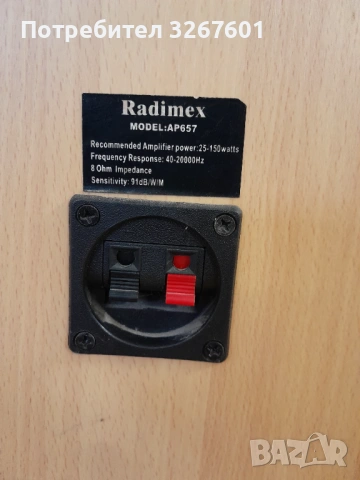 Потребител 3267601
Radimex
MODEL:AP657
Recommended Amplifier power:25-150watts
Frequency Response: 40-20000Hz
8 Ohm Impedance
Sensitivity: 91dB/W/M
BAZAR